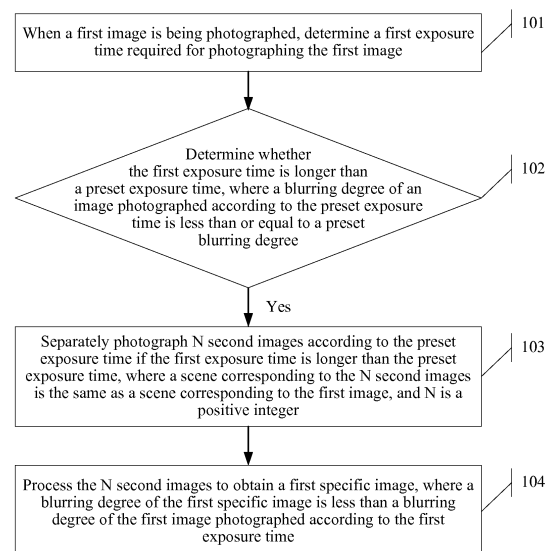 When a first image is being photographed, determine a first exposure
time required for photographing the first image
101
Determine whether
the first exposure time is longer than
a preset exposure time, where a blurring degree of an
image photographed according to the preset exposure
time is less than or equal to a preset
blurring degree
102
Yes
Separately photograph N second images according to the preset
exposure time if the first exposure time is longer than the preset
exposure time, where a scene corresponding to the N second images
is the same as a scene corresponding to the first image, and N is a
positive integer
103
Process the N second images to obtain a first specific image, where a
blurring degree of the first specific image is less than a blurring
degree of the first image photographed according to the first
exposure time
104